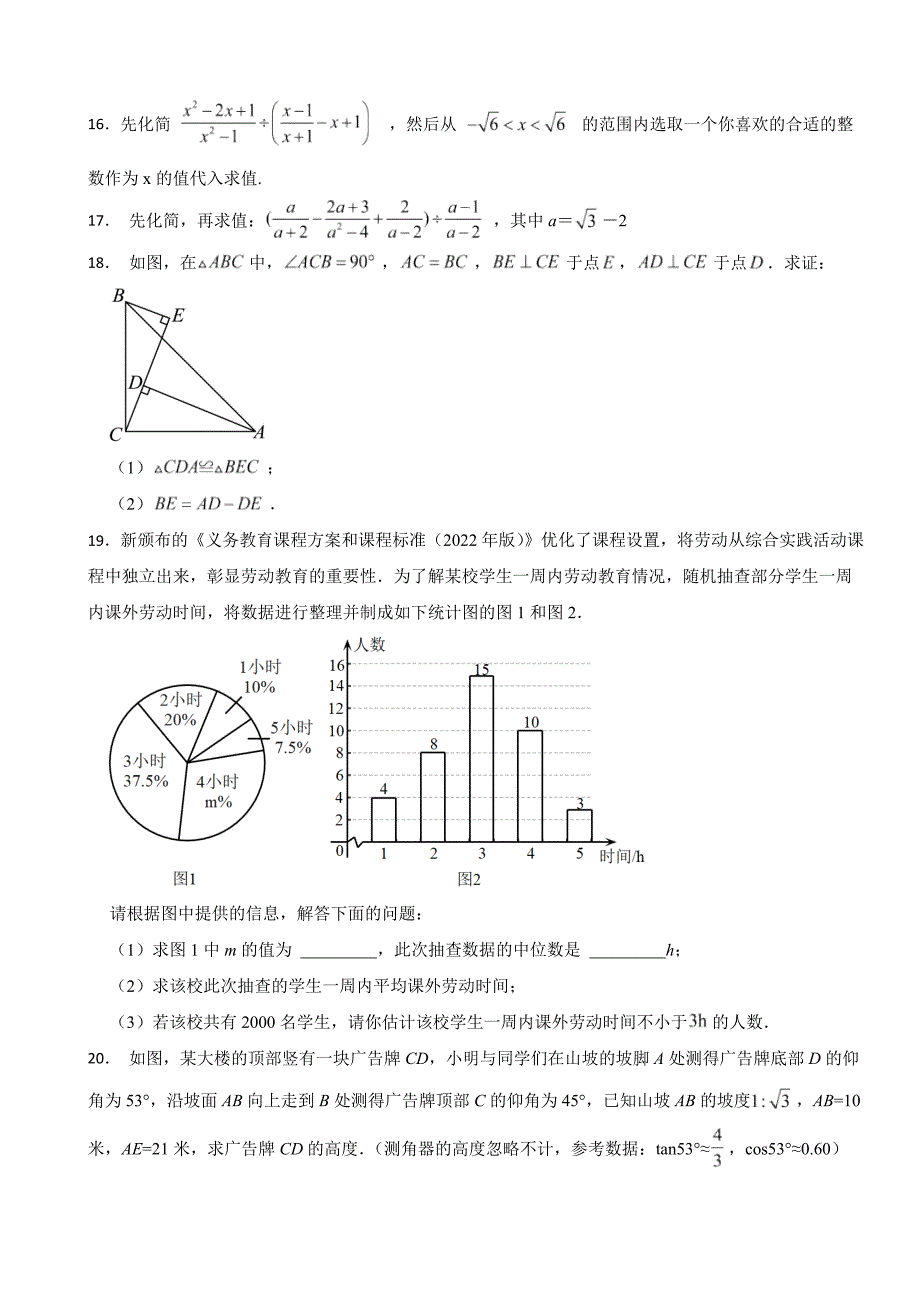 16．先化简 \frac{x^2-2x+1}{x^2-1}÷(\frac{x-1}{x+1}-x+1) ，然后从 -\sqrt{6}<x<\sqrt{6} 的范围内选取一个你喜欢的合适的整
数作为 x 的值代入求值.
17． 先化简，再求值：(\frac{a}{a+2}-\frac{2a+3}{a^2-4}+\frac{2}{a-2})÷\frac{a-1}{a-2} ，其中 a＝\sqrt{3}－2
18． 如图，在△ABC 中，∠ACB＝90°，AC＝BC，BE⊥CE 于点 E，AD⊥CE 于点 D．求证：
B
E
D
C
A
（1）△CDA≌△BEC；
（2）BE＝AD－DE．
19．新颁布的《义务教育课程方案和课程标准（2022 年版）》优化了课程设置，将劳动从综合实践活动课
程中独立出来，彰显劳动教育的重要性．为了解某校学生一周内劳动教育情况，随机抽查部分学生一周
内课外劳动时间，将数据进行整理并制成如下统计图的图 1 和图 2．
1小时
10%
2小时
20%
5小时
7.5%
3小时
37.5%
4小时
m%
图1
人数
16
14
12
10
8
6
4
2
0
4
8
15
10
3
1 2 3 4 5 时间/h
图2
请根据图中提供的信息，解答下面的问题：
（1）求图 1 中 m 的值为 ________，此次抽查数据的中位数是 ________h；
（2）求该校此次抽查的学生一周内平均课外劳动时间；
（3）若该校共有 2000 名学生，请你估计该校学生一周内课外劳动时间不小于3h 的人数．
20． 如图，某大楼的顶部竖有一块广告牌 CD，小明与同学们在山坡的坡脚 A 处测得广告牌底部 D 的仰
角为 53°，沿坡面 AB 向上走到 B 处测得广告牌顶部 C 的仰角为 45°，已知山坡 AB 的坡度1:\sqrt{3}，AB=10
米，AE=21 米，求广告牌 CD 的高度．（测角器的高度忽略不计，参考数据：tan53°≈\frac{4}{3}，cos53°≈0.60）